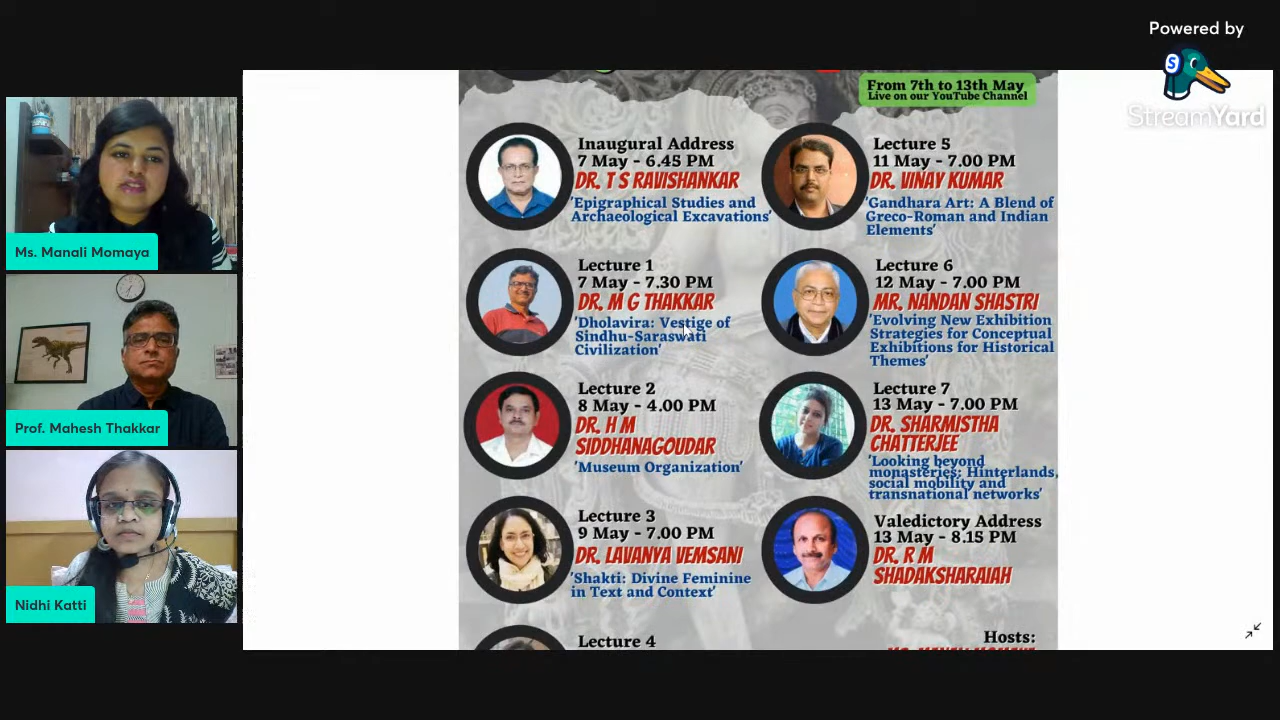 Powered by
StreamYard
Ms. Manali Momaya
Prof. Mahesh Thakkar
Nidhi Katti
From 7th to 13th May
Live on our YouTube Channel
Inaugural Address
7 May - 6.45 PM
DR. T S RAVISHANKAR
'Epigraphical Studies and
Archaeological Excavations'
Lecture 1
7 May - 7.30 PM
DR. M G THAKKAR
'Dholavira: Vestige of
Sindhu-Saraswati
Civilization'
Lecture 2
8 May - 4.00 PM
DR. H M
SIDDHANAGOUDAR
'Museum Organization'
Lecture 3
9 May - 7.00 PM
DR. LAVANYA VEMSANI
'Shakti: Divine Feminine
in Text and Context'
Lecture 4
Lecture 5
11 May - 7.00 PM
DR. VINAY KUMAR
'Gandhara Art: A Blend of
Greco-Roman and Indian
Elements'
Lecture 6
12 May - 7.00 PM
MR. NANDAN SHASTRI
'Evolving New Exhibition
Strategies for Conceptual
Exhibitions for Historical
Themes'
Lecture 7
13 May - 7.00 PM
DR. SHARMISTHA
CHATTERJEE
'Looking beyond
monasteries: Hinterlands,
social mobility and
transnational networks'
Valedictory Address
13 May - 8.15 PM
DR. R M
SHADAKSHARAIAH
Hosts: